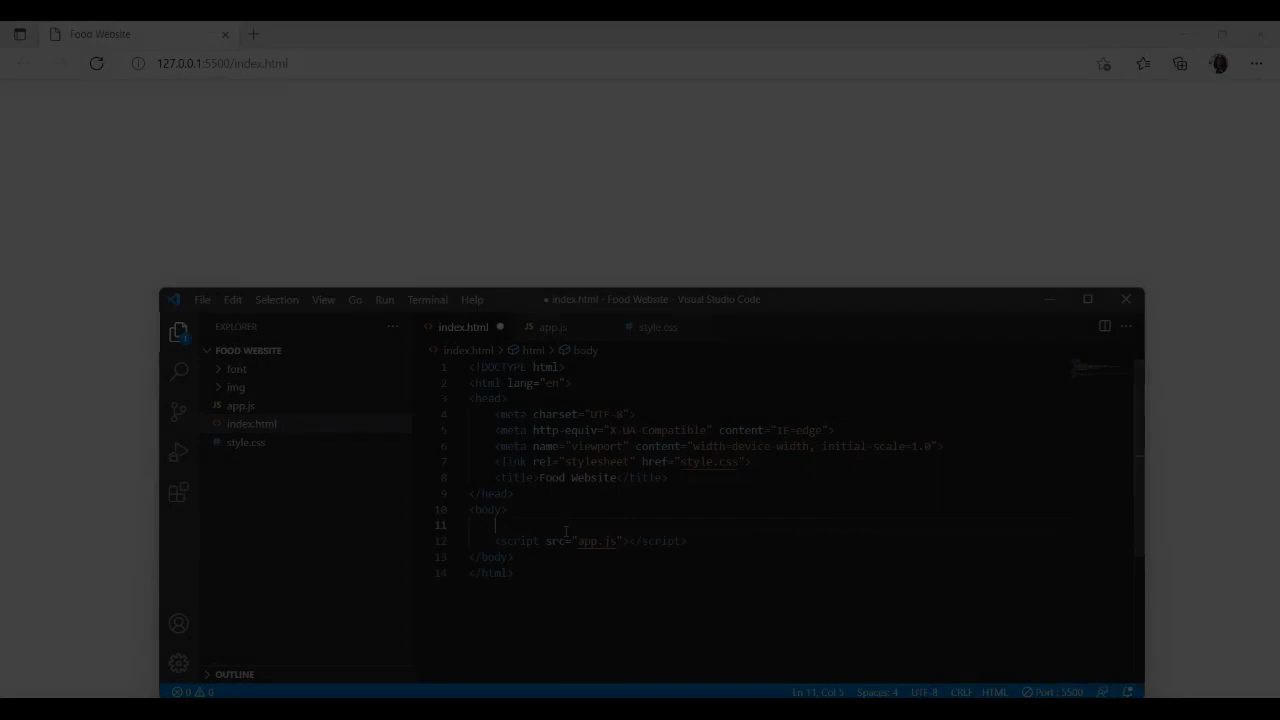 Food Website
127.0.0.1:5500/index.html
File Edit Selection View Go Run Terminal Help
● index.html - Food Website - Visual Studio Code
EXPLORER
index.html
JS app.js
# style.css
FOOD WEBSITE
index.html > html > body
font
img
JS app.js
index.html
# style.css
1 <!DOCTYPE html>
2 <html lang="en">
3 <head>
4 <meta charset="UTF-8">
5 <meta http-equiv="X-UA-Compatible" content="IE=edge">
6 <meta name="viewport" content="width=device-width, initial-scale=1.0">
7 <link rel="stylesheet" href="style.css">
8 <title>Food Website</title>
9 </head>
10 <body>
11
12 <script src="app.js"></script>
13 </body>
14 </html>
1
OUTLINE
0 0
Ln 11, Col 5 Spaces: 4 UTF-8 CRLF HTML Port : 5500